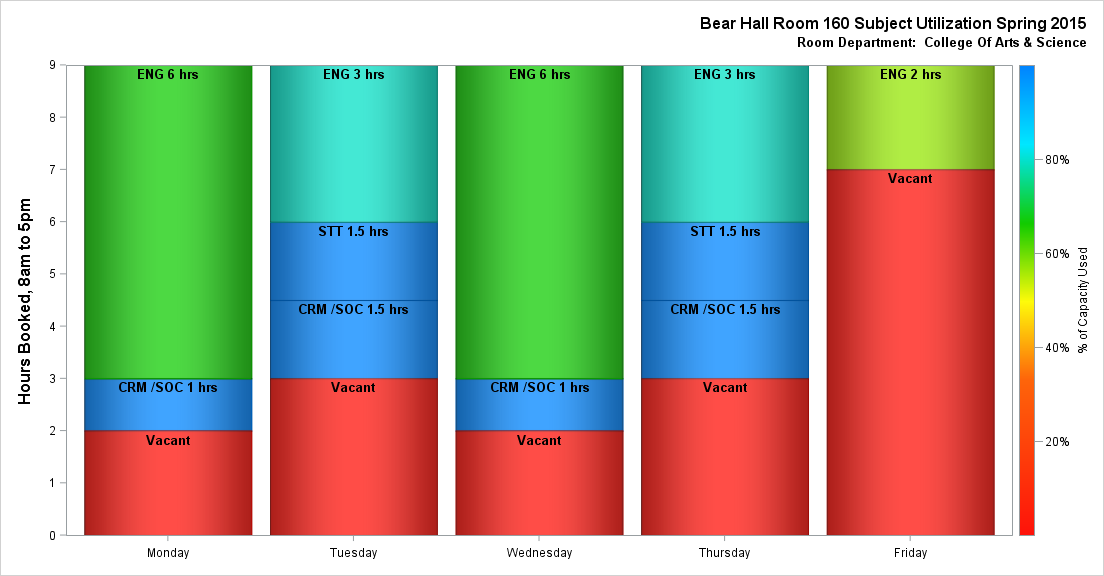 Bear Hall Room 160 Subject Utilization Spring 2015
Room Department:  College Of Arts & Science
Hours Booked, 8am to 5pm
9
8
7
6
5
4
3
2
1
0
ENG 6 hrs
CRM /SOC 1 hrs
Vacant
ENG 3 hrs
STT 1.5 hrs
CRM /SOC 1.5 hrs
Vacant
ENG 6 hrs
CRM /SOC 1 hrs
Vacant
ENG 3 hrs
STT 1.5 hrs
CRM /SOC 1.5 hrs
Vacant
ENG 2 hrs
Vacant
Monday
Tuesday
Wednesday
Thursday
Friday
80%
60%
40%
20%
% of Capacity Used